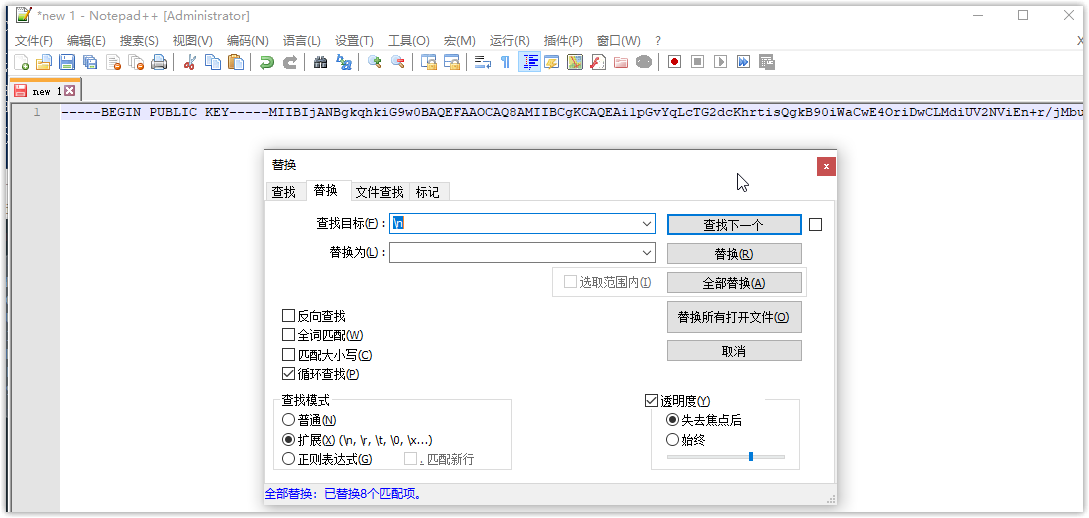 *new 1 - Notepad++ [Administrator]
文件(F) 编辑(E) 搜索(S) 视图(V) 编码(N) 语言(L) 设置(T) 工具(O) 宏(M) 运行(R) 插件(P) 窗口(W) ? X
new 1
1 -----BEGIN PUBLIC KEY-----MIIBIjANBgkqhkiG9w0BAQEFAAOCAQ8AMIIBCgKCAQEAilpGvYqLcTG2dcKhrtisQgkB90iWaCwE4OriDwCLMdiUV2NViEn+r/jMbu
替换
查找 替换 文件查找 标记
查找目标(F) : \n 查找下一个
替换为(L) : 替换(R)
选取范围内(I) 全部替换(A)
反向查找 替换所有打开文件(O)
全词匹配(W)
匹配大小写(C) 取消
循环查找(P)
查找模式 透明度(Y)
普通(N) 失去焦点后
扩展(X) (\n, \r, \t, \0, \x...) 始终
正则表达式(G) . 匹配新行
全部替换: 已替换8个匹配项。